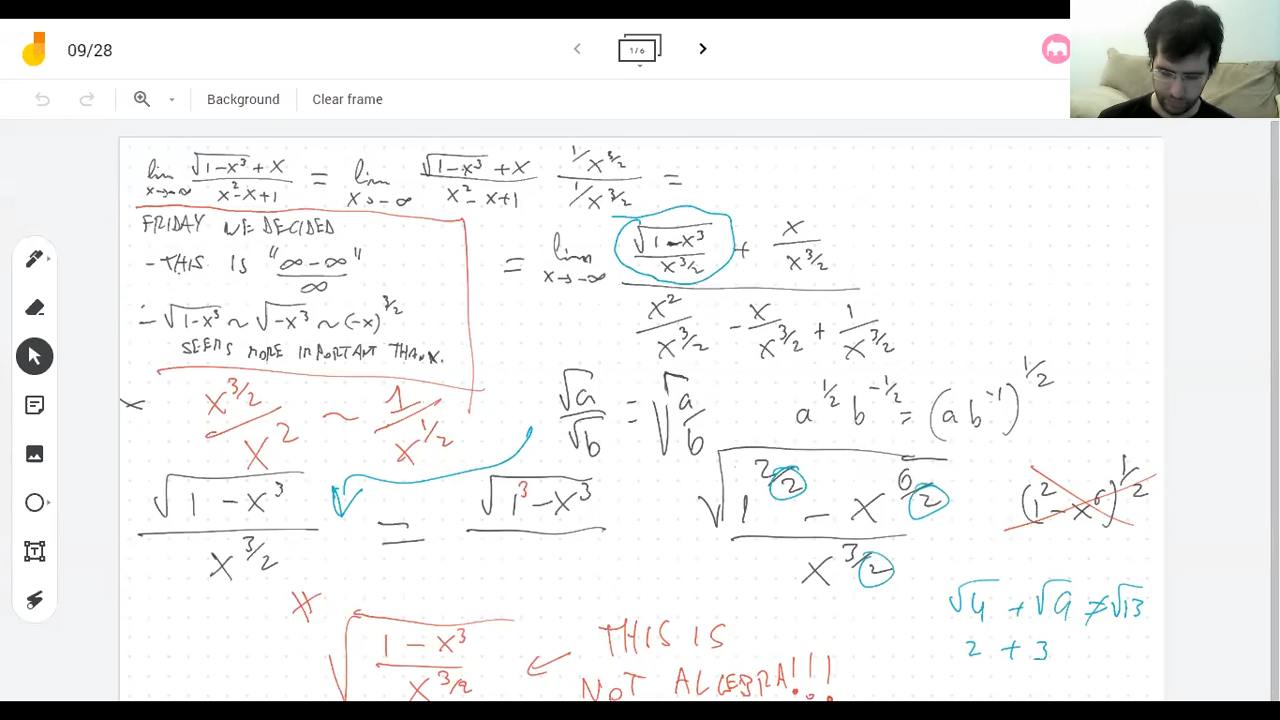 09/28
1/6
Background
Clear frame
lim x→-∞ (√(1-x³) + x)/(x²-x+1) = lim x→-∞ (√(1-x³) + x)/(x²-x+1) (1/x^(3/2))/(1/x^(3/2)) =
FRIDAY WE DECIDED
- THIS IS "∞-∞"/∞
- √(1-x³) ~ √(-x³) ~ (-x)^(3/2)
SEEMS MORE IMPORTANT THAN X.
= lim x→-∞ (√(1-x³)/x^(3/2) + x/x^(3/2))/(x²/x^(3/2) - x/x^(3/2) + 1/x^(3/2))
x^(3/2)/x² ~ 1/x^(1/2)
√a/√b = √(a/b)
a^(1/2) b^(-1/2) = (a b^(-1))^(1/2)
√(1-x³)/x^(3/2) = √(1³-x³)
√(1^(2/2) - x^(6/2))/x^(3/2)
(1²-x⁶)^(1/2)
√4 + √9 ≠ √13
2 + 3
√((1-x³)/x^(3/2)) ← THIS IS
NOT ALGEBRA!!!